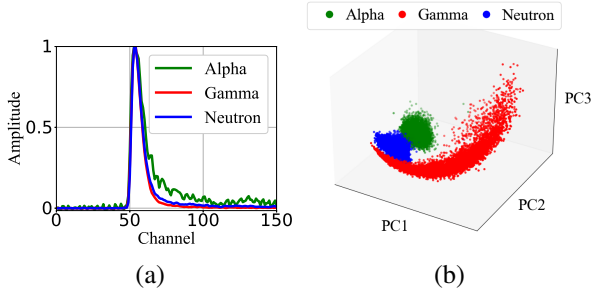 Alpha Gamma Neutron
1
0.5
0
Amplitude
Alpha
Gamma
Neutron
0 50 100 150
Channel
PC3
PC2
PC1
(a) (b)